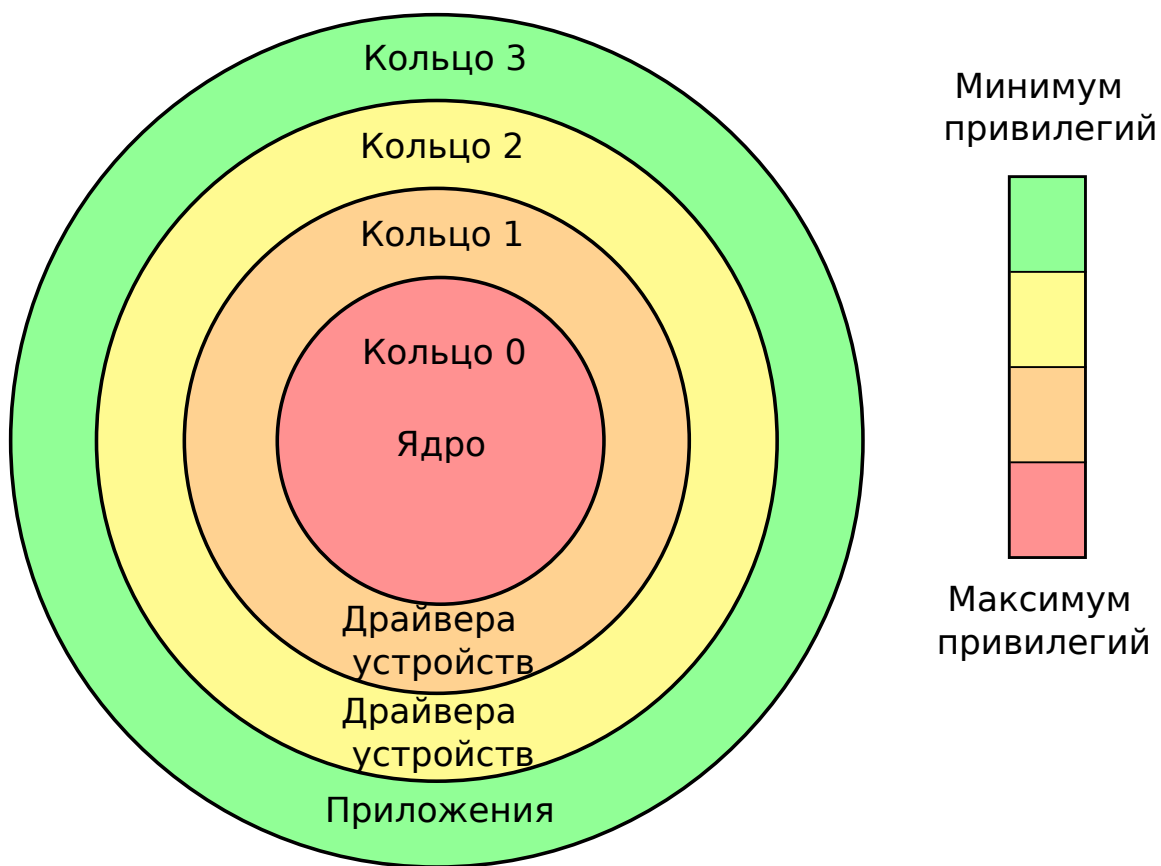 Кольцо 3
Кольцо 2
Кольцо 1
Кольцо 0
Ядро
Драйвера
устройств
Драйвера
устройств
Приложения
Минимум
привилегий
Максимум
привилегий